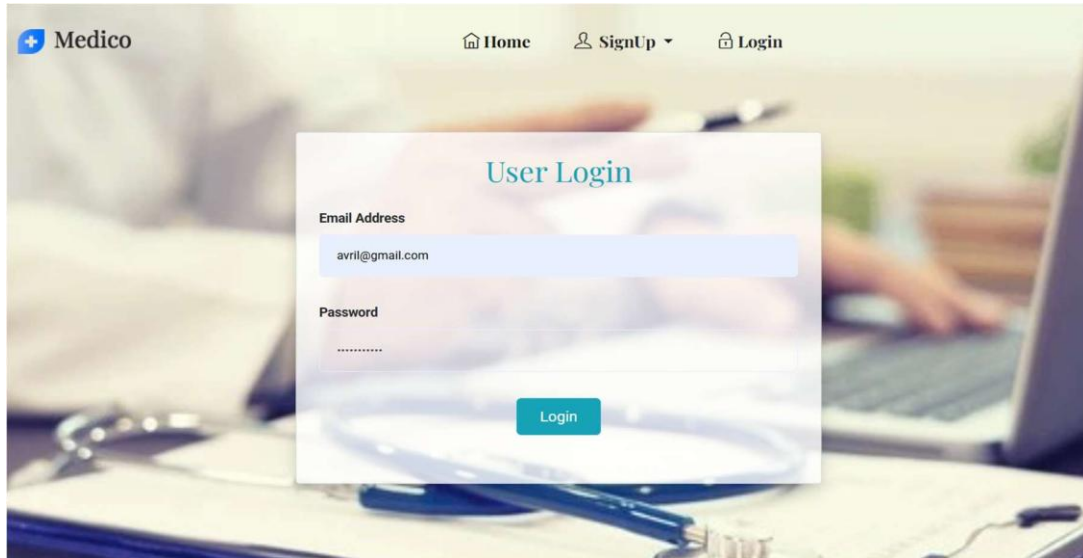 Medico
Home SignUp Login
User Login
Email Address
avril@gmail.com
Password
...........
Login